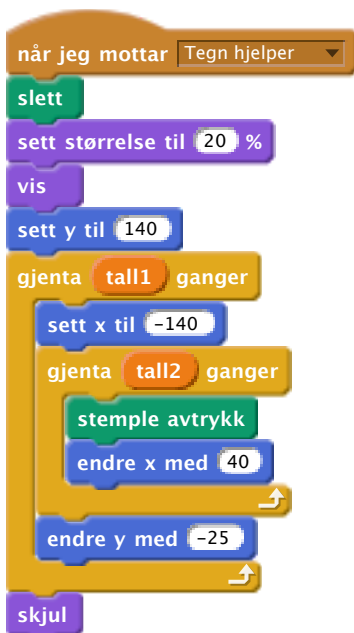 når jeg mottar Tegn hjelper
slett
sett størrelse til 20 %
vis
sett y til 140
gjenta tall1 ganger
sett x til -140
gjenta tall2 ganger
stemple avtrykk
endre x med 40
endre y med -25
skjul